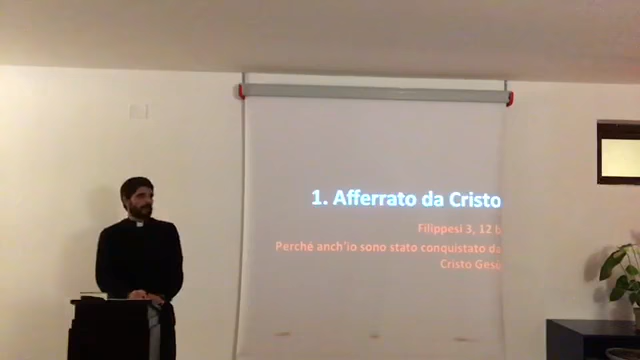 1. Afferrato da Cristo
Filippesi 3, 12 b
Perché anch'io sono stato conquistato da
Cristo Gesù